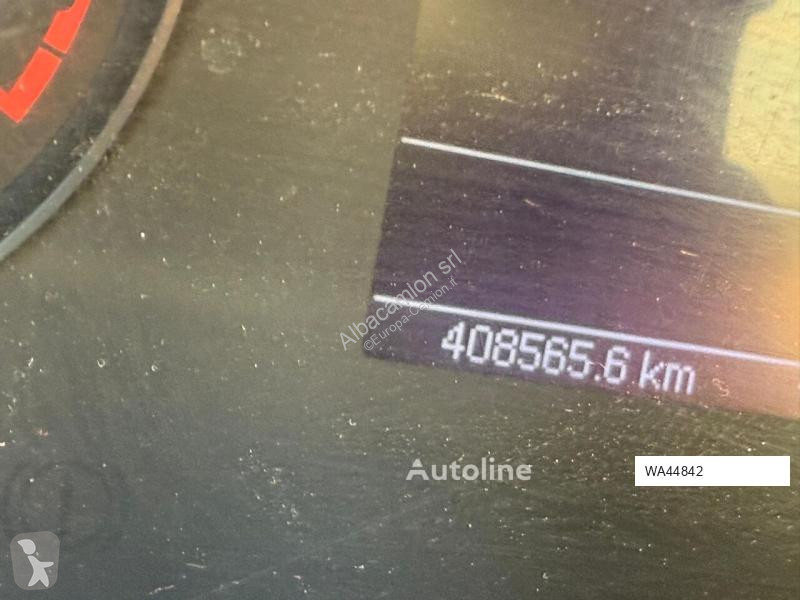 Albacamion srl
©Europa-Camion.it
408565.6 km
Autoline
WA44842